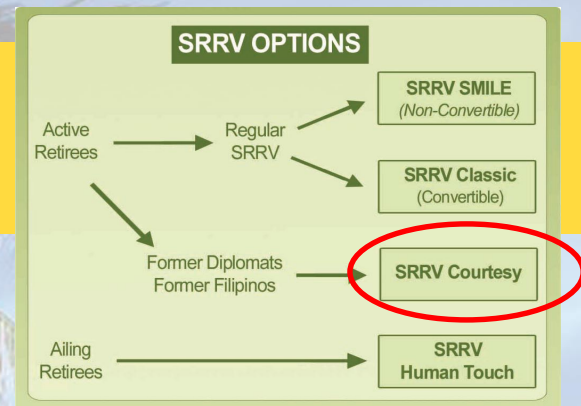 SRRV OPTIONS
SRRV SMILE
(Non-Convertible)
Active
Retirees
Regular
SRRV
SRRV Classic
(Convertible)
Former Diplomats
Former Filipinos
SRRV Courtesy
Ailing
Retirees
SRRV
Human Touch